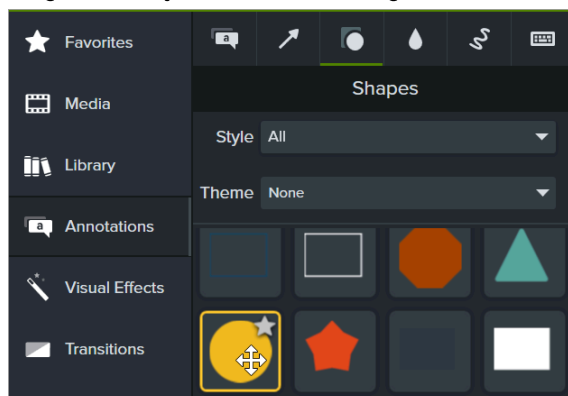 Favorites
Media
Library
Annotations
Visual Effects
Transitions
a
a
Shapes
Style All
Theme None